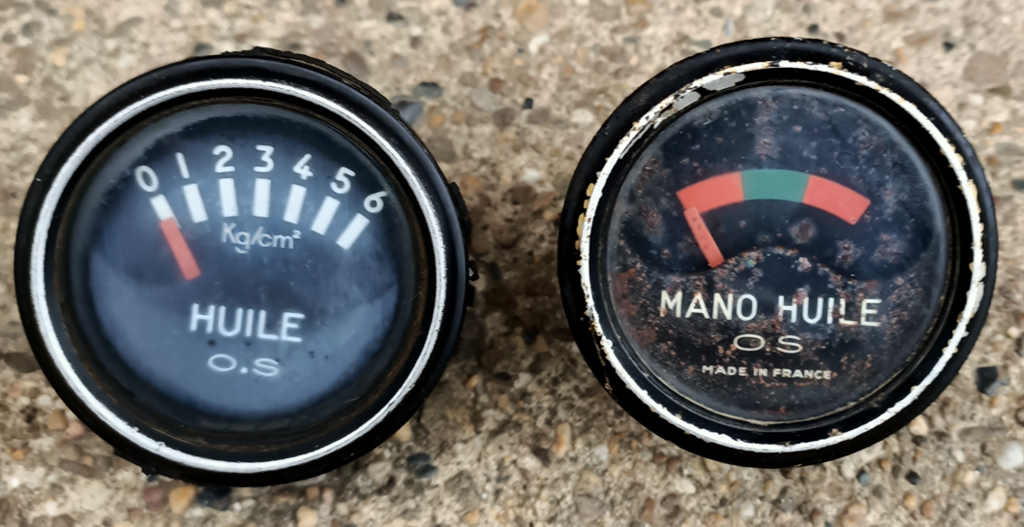 0 1 2 3 4 5 6
Kg/cm²
HUILE
O.S
MANO HUILE
O.S
MADE IN FRANCE